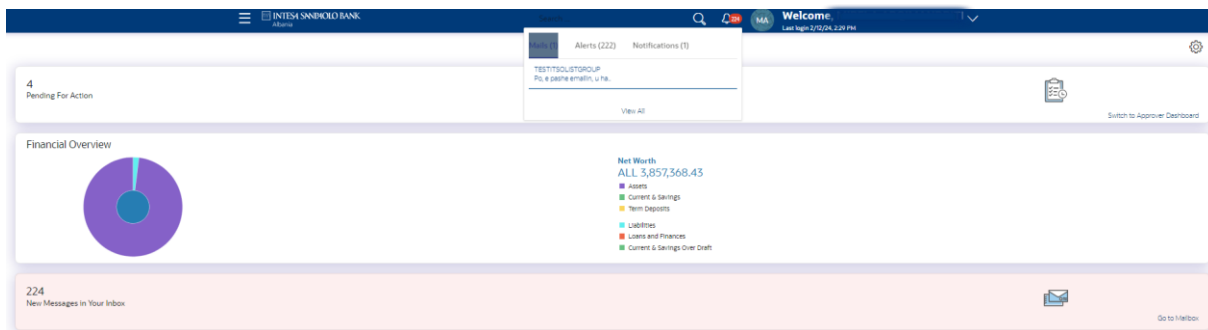 INTESA SANPAOLO BANK
Albania
Search
224
MA
Welcome,
Last login 2/12/24, 2:29 PM
Mails (1)
Alerts (222)
Notifications (1)
TESTITSOLISTGROUP
Po, e pashe emailin, u ha..
View All
4
Pending For Action
Switch to Approver Dashboard
Financial Overview
Net Worth
ALL 3,857,368.43
Assets
Current & Savings
Term Deposits
Liabilities
Loans and Finances
Current & Savings Over Draft
224
New Messages in Your Inbox
Go to Mailbox